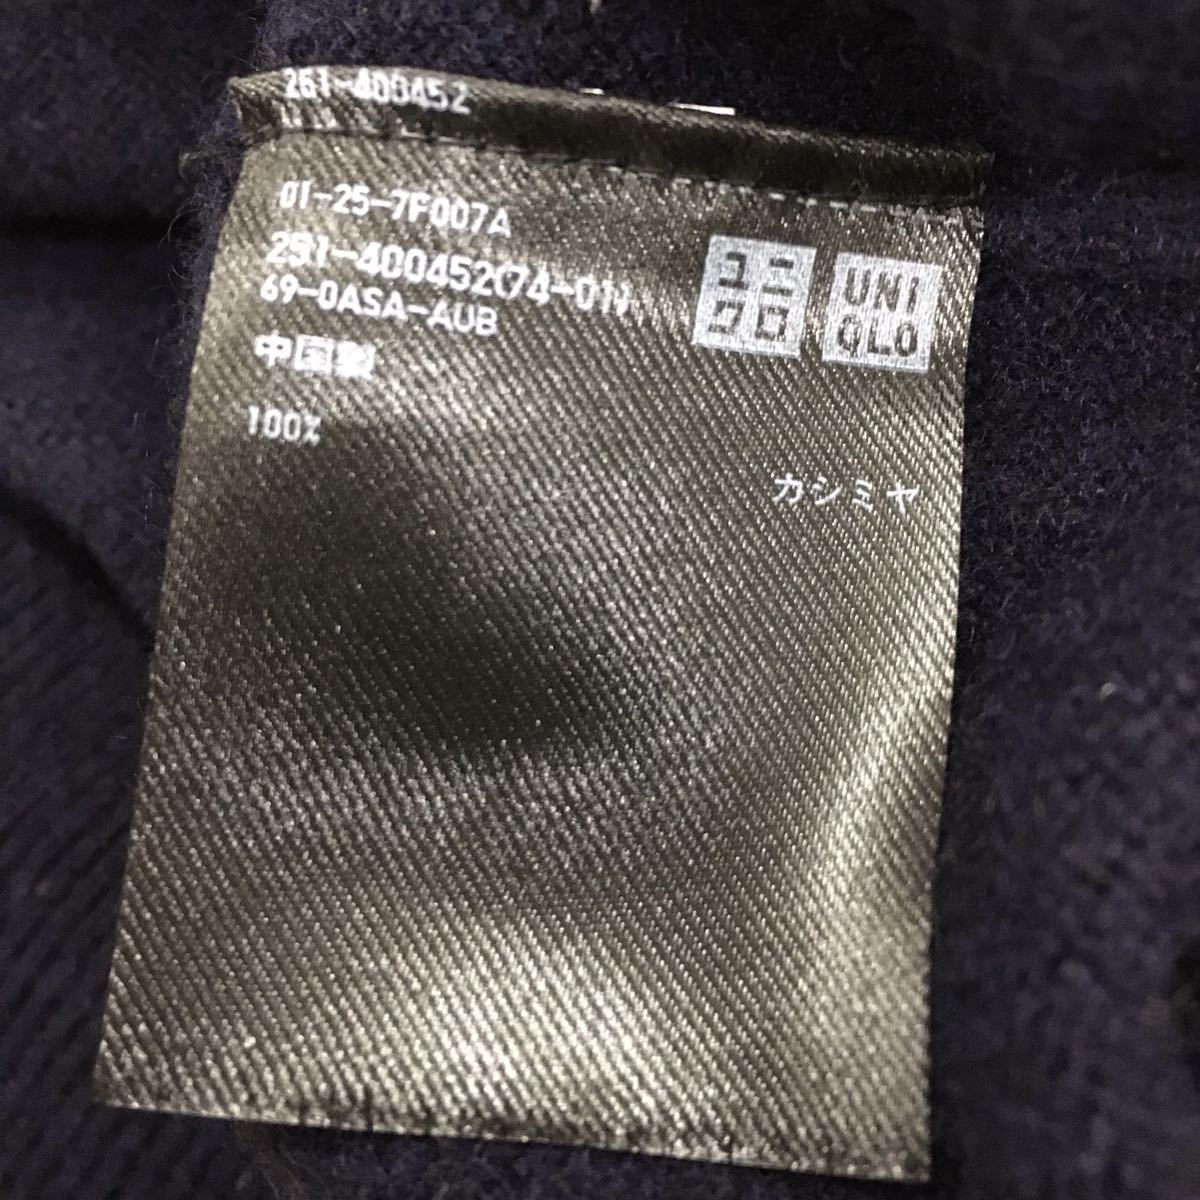 251-400452
01-25-7F007A
251-400452(74-01)
69-0ASA-AUB
中国製
ユニ
クロ
UNI
QLO
100%
カシミヤ